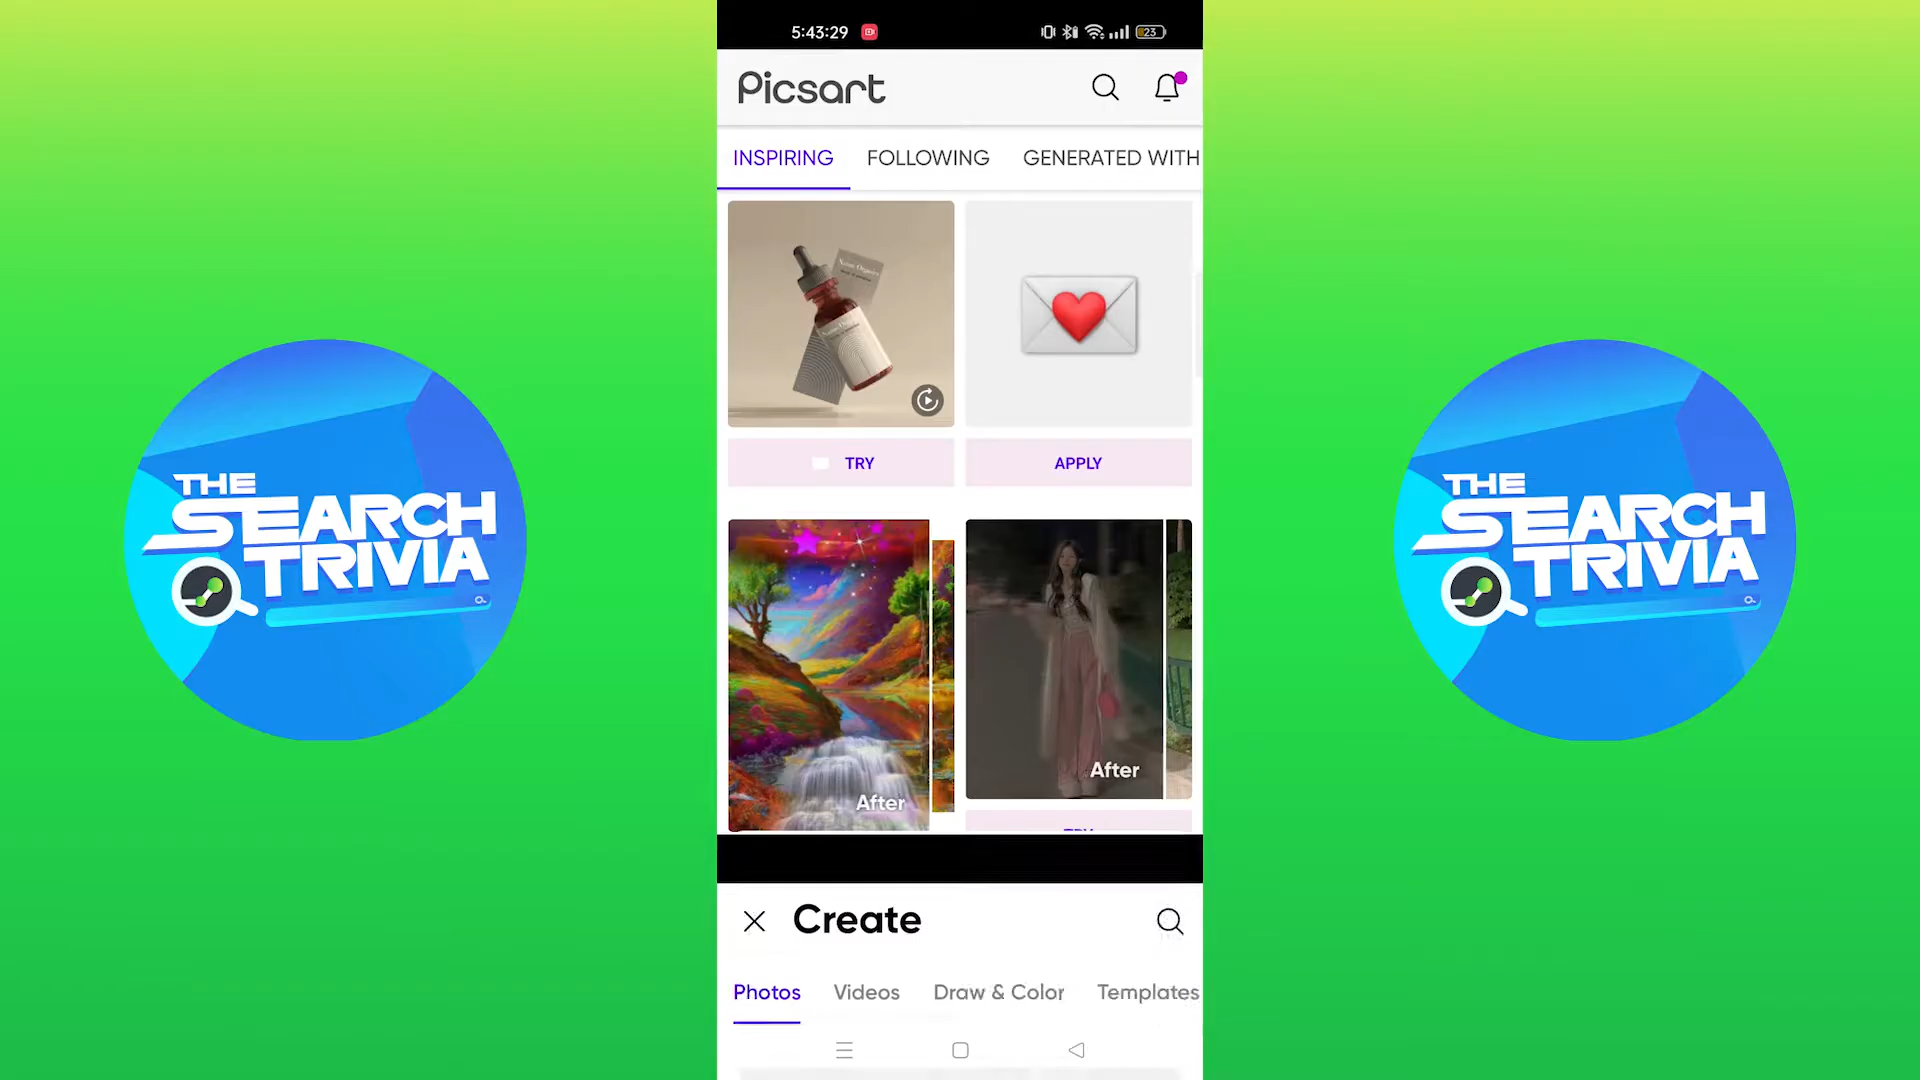 5:43:29
23
Picsart
INSPIRING FOLLOWING GENERATED WITH
TRY
APPLY
After
After
Create
Photos Videos Draw & Color Templates
THE
SEARCH
TRIVIA
THE
SEARCH
TRIVIA